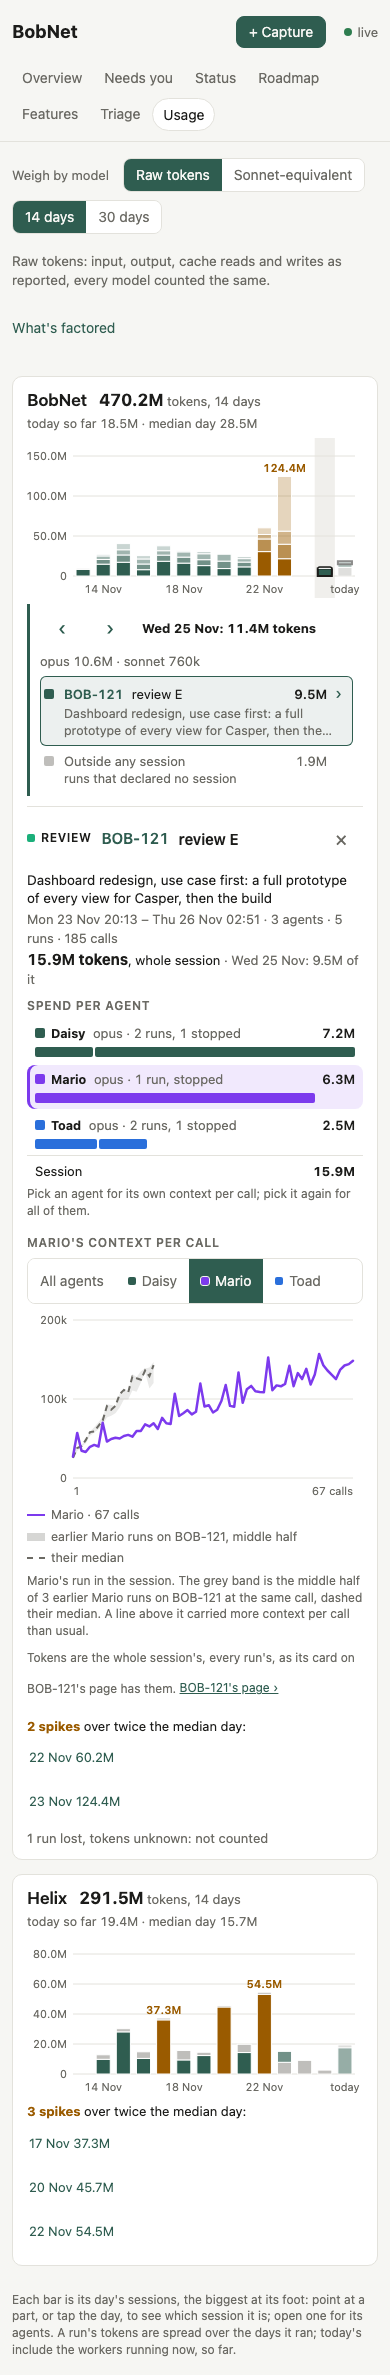 BobNet
+ Capture
live
Overview Needs you Status Roadmap
Features Triage Usage
Weigh by model Raw tokens Sonnet-equivalent
14 days 30 days
Raw tokens: input, output, cache reads and writes as
reported, every model counted the same.
What's factored
BobNet 470.2M tokens, 14 days
today so far 18.5M · median day 28.5M
150.0M
124.4M
100.0M
50.0M
0
14 Nov 18 Nov 22 Nov today
‹ › Wed 25 Nov: 11.4M tokens
opus 10.6M · sonnet 760k
BOB-121 review E 9.5M ›
Dashboard redesign, use case first: a full
prototype of every view for Casper, then the...
Outside any session 1.9M
runs that declared no session
REVIEW BOB-121 review E ×
Dashboard redesign, use case first: a full prototype
of every view for Casper, then the build
Mon 23 Nov 20:13 – Thu 26 Nov 02:51 · 3 agents · 5
runs · 185 calls
15.9M tokens, whole session · Wed 25 Nov: 9.5M of
it
SPEND PER AGENT
Daisy opus · 2 runs, 1 stopped 7.2M
Mario opus · 1 run, stopped 6.3M
Toad opus · 2 runs, 1 stopped 2.5M
Session 15.9M
Pick an agent for its own context per call; pick it again for
all of them.
MARIO'S CONTEXT PER CALL
All agents Daisy Mario Toad
200k
100k
0
1 67 calls
Mario · 67 calls
earlier Mario runs on BOB-121, middle half
their median
Mario's run in the session. The grey band is the middle half
of 3 earlier Mario runs on BOB-121 at the same call, dashed
their median. A line above it carried more context per call
than usual.
Tokens are the whole session's, every run's, as its card on
BOB-121's page has them. BOB-121's page ›
2 spikes over twice the median day:
22 Nov 60.2M
23 Nov 124.4M
1 run lost, tokens unknown: not counted
Helix 291.5M tokens, 14 days
today so far 19.4M · median day 15.7M
80.0M
60.0M
54.5M
40.0M
37.3M
20.0M
0
14 Nov 18 Nov 22 Nov today
3 spikes over twice the median day:
17 Nov 37.3M
20 Nov 45.7M
22 Nov 54.5M
Each bar is its day's sessions, the biggest at its foot: point at a
part, or tap the day, to see which session it is; open one for its
agents. A run's tokens are spread over the days it ran; today's
include the workers running now, so far.